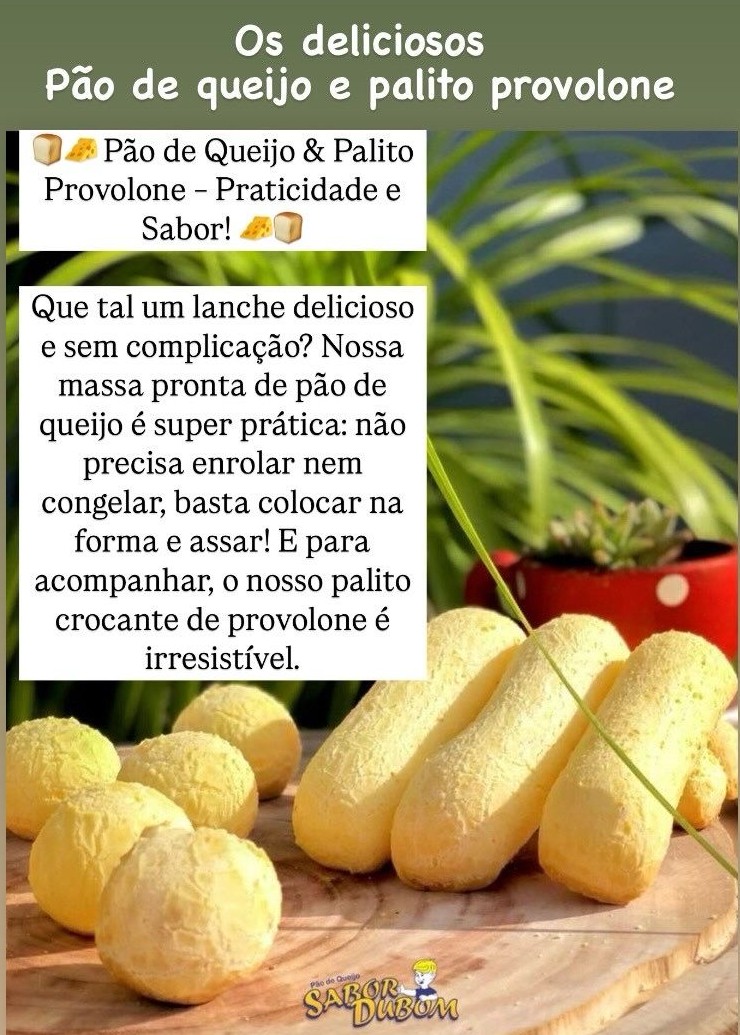 Os deliciosos
Pão de queijo e palito provolone
🍞🧀 Pão de Queijo & Palito
Provolone – Praticidade e
Sabor! 🧀🍞
Que tal um lanche delicioso
e sem complicação? Nossa
massa pronta de pão de
queijo é super prática: não
precisa enrolar nem
congelar, basta colocar na
forma e assar! E para
acompanhar, o nosso palito
crocante de provolone é
irresistível.
Pão de Queijo
SABOR
DUBOM